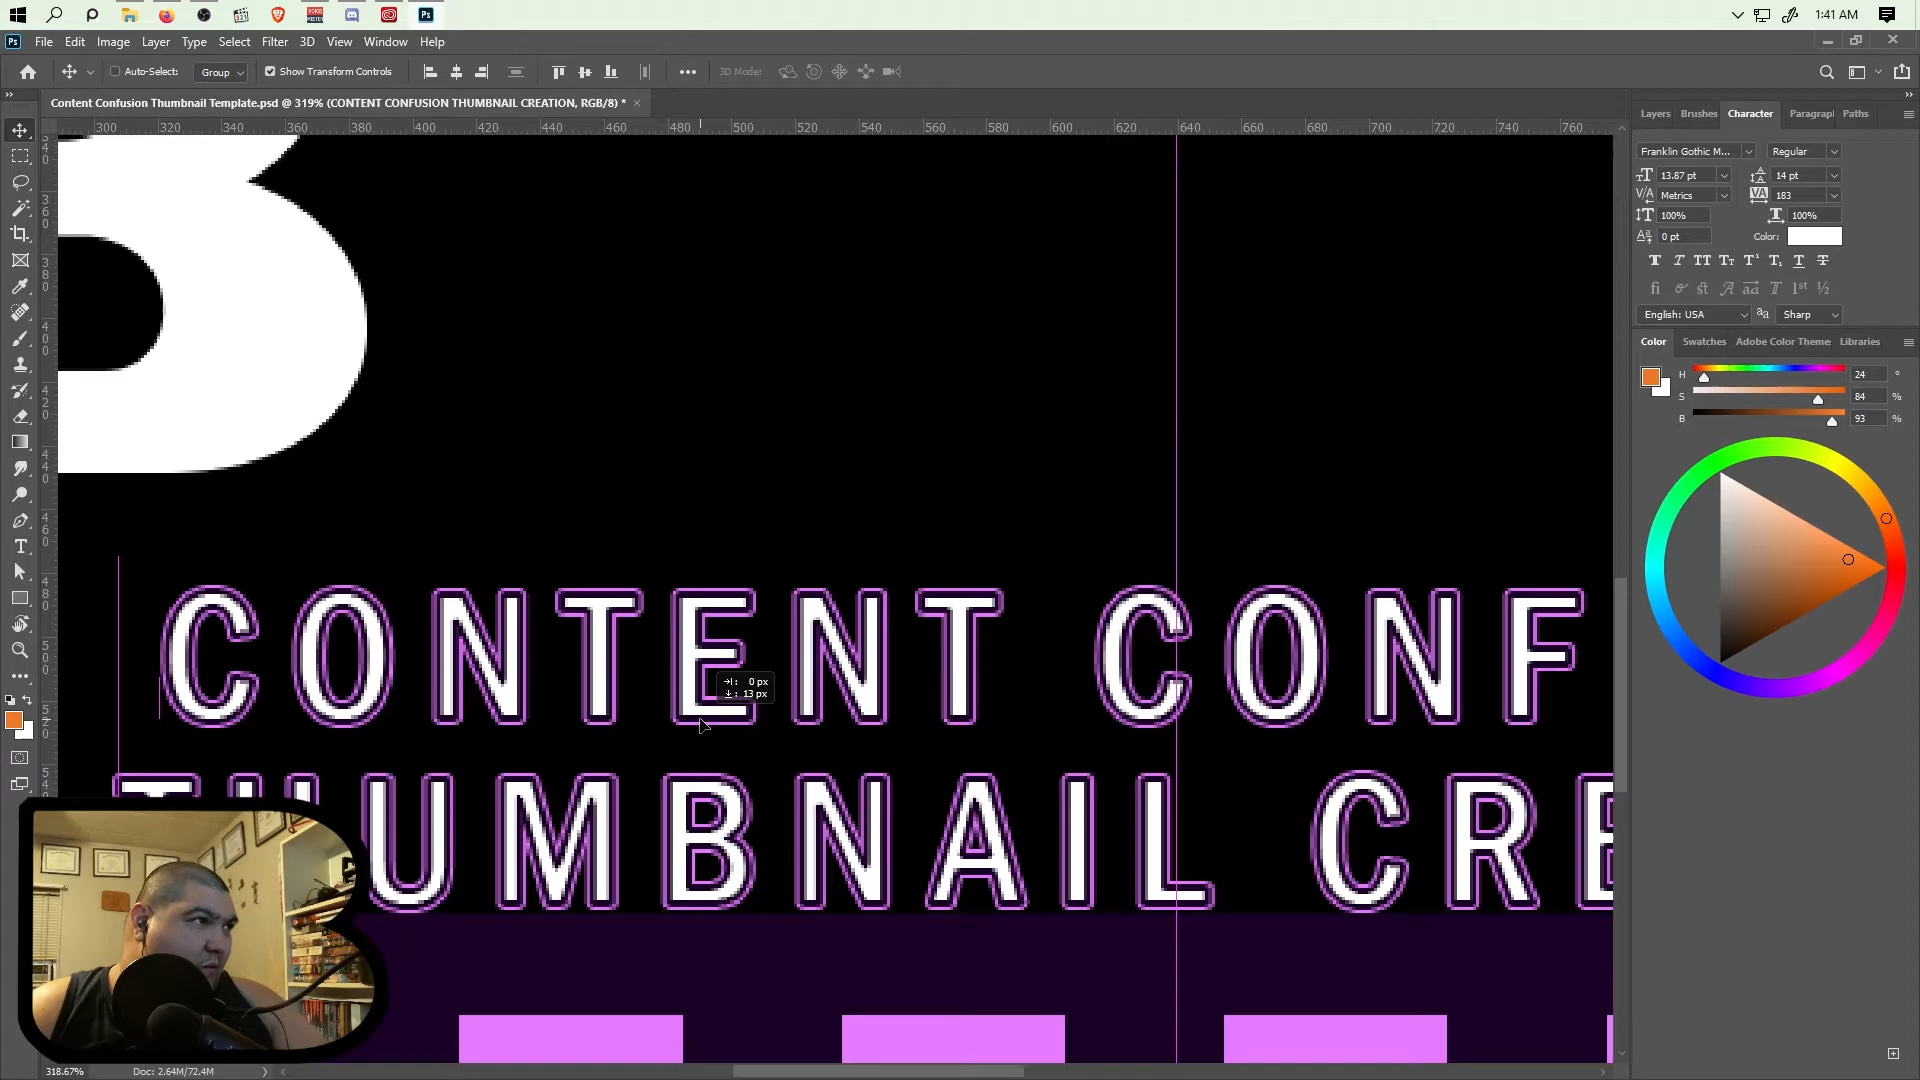 1:41 AM
File Edit Image Layer Type Select Filter 3D View Window Help
Auto-Select: Group Show Transform Controls 3D Mode:
Content Confusion Thumbnail Template.psd @ 319% (CONTENT CONFUSION THUMBNAIL CREATION, RGB/8) *
300 320 340 360 380 400 420 440 460 480 500 520 540 560 580 600 620 640 660 680 700 720 740 760
Layers Brushes Character Paragrapl Paths
Franklin Gothic M... Regular
13.87 pt 14 pt
Metrics 183
100% 100%
0 pt Color:
English: USA Sharp
Color Swatches Adobe Color Theme: Libraries
H 24 °
S 84 %
B 93 %
CONTENT CONF
0 px
13 px
UMBNAIL CRE
318.67% Doc: 2.64M/72.4M